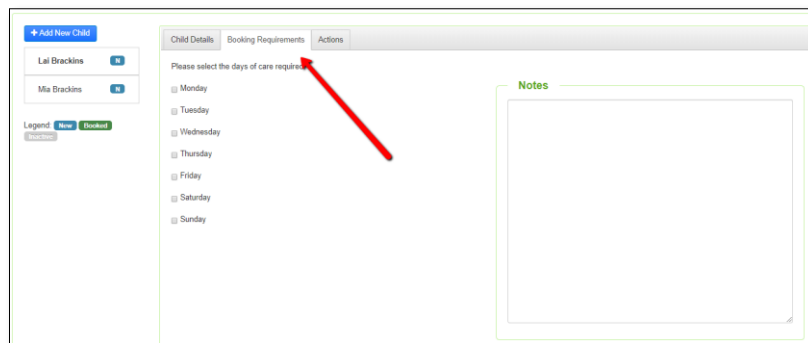 + Add New Child
Lai Brackins N
Mia Brackins N
Legend: New Booked
Inactive
Child Details Booking Requirements Actions
Please select the days of care required
Monday
Tuesday
Wednesday
Thursday
Friday
Saturday
Sunday
Notes